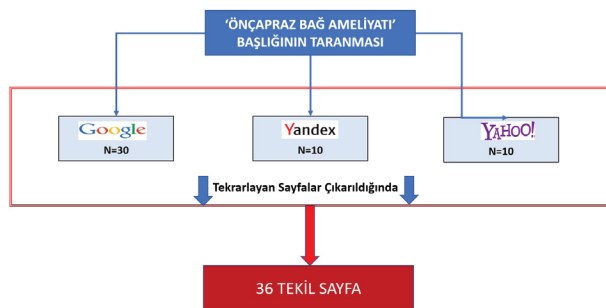 ‘ÖNÇAPRAZ BAĞ AMELİYATI’
BAŞLIĞININ TARANMASI
Google
N=30
Yandex
N=10
YAHOO!
N=10
Tekrarlayan Sayfalar Çıkarıldığında
36 TEKİL SAYFA